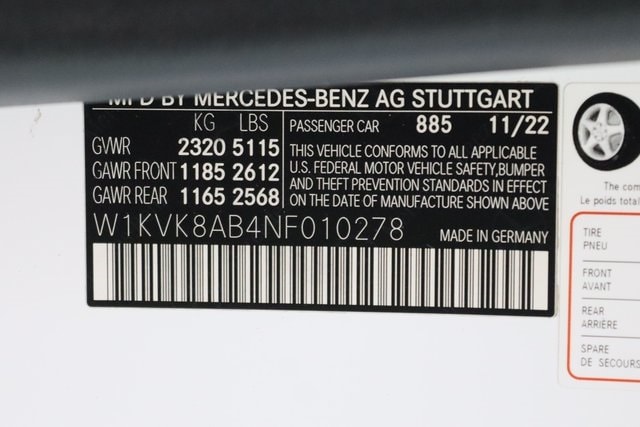 MFD BY MERCEDES-BENZ AG STUTTGART
KG LBS
GVWR 2320 5115
GAWR FRONT 1185 2612
GAWR REAR 1165 2568
PASSENGER CAR 885 11/22
THIS VEHICLE CONFORMS TO ALL APPLICABLE
U.S. FEDERAL MOTOR VEHICLE SAFETY,BUMPER
AND THEFT PREVENTION STANDARDS IN EFFECT
ON THE DATE OF MANUFACTURE SHOWN ABOVE
W1KVK8AB4NF010278 MADE IN GERMANY
The com
Le poids total
TIRE
PNEU
FRONT
AVANT
REAR
ARRIÈRE
SPARE
DE SECOURS